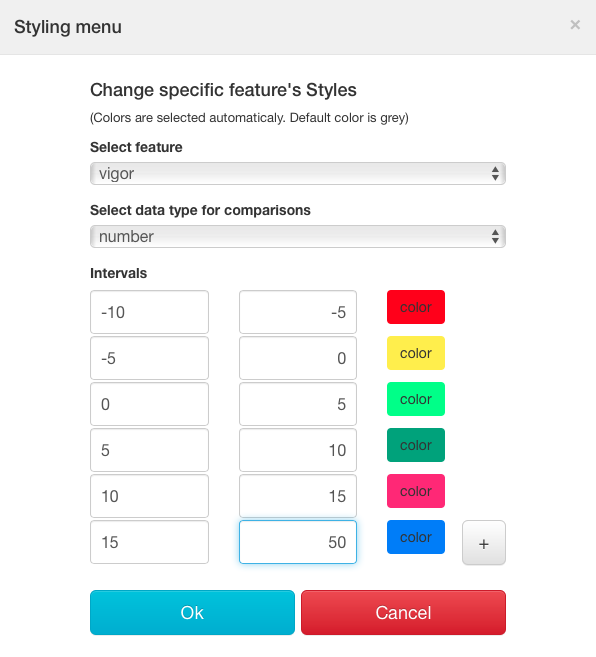 Styling menu ×
Change specific feature's Styles
(Colors are selected automaticaly. Default color is grey)
Select feature
vigor
Select data type for comparisons
number
Intervals
-10 -5 color
-5 0 color
0 5 color
5 10 color
10 15 color
15 50 color +
Ok Cancel